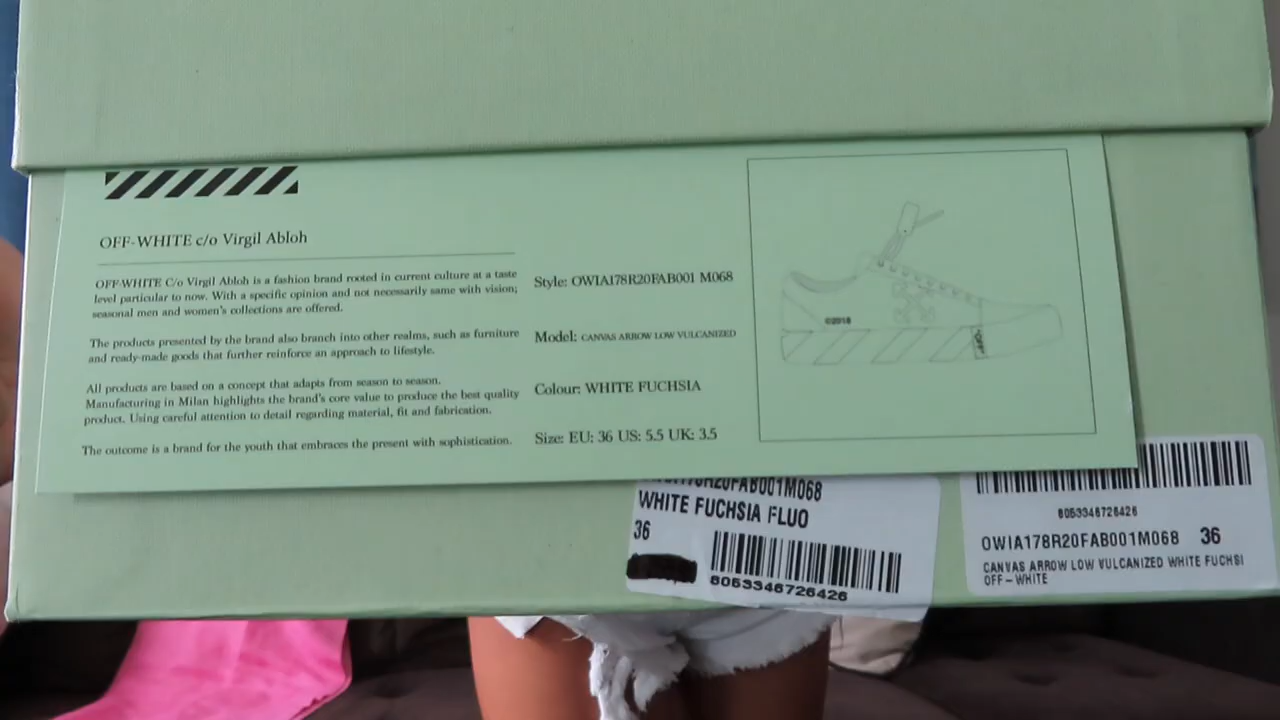 OFF-WHITE c/o Virgil Abloh
OFF-WHITE C/o Virgil Abloh is a fashion brand rooted in current culture at a taste
level particular to now. With a specific opinion and not necessarily same with vision;
seasonal men and women's collections are offered.
The products presented by the brand also branch into other realms, such as furniture
and ready-made goods that further reinforce an approach to lifestyle.
All products are based on a concept that adapts from season to season.
Manufacturing in Milan highlights the brand's core value to produce the best quality
product. Using careful attention to detail regarding material, fit and fabrication.
The outcome is a brand for the youth that embraces the present with sophistication.
Style: OWIA178R20FAB001 M068
Model: CANVAS ARROW LOW VULCANIZED
Colour: WHITE FUCHSIA
Size: EU: 36 US: 5.5 UK: 3.5
©2018
"OFF"
178R20FAB001M068
WHITE FUCHSIA FLUO
36
8053346726426
8053346726426
OWIA178R20FAB001M068 36
CANVAS ARROW LOW VULCANIZED WHITE FUCHSI
OFF-WHITE